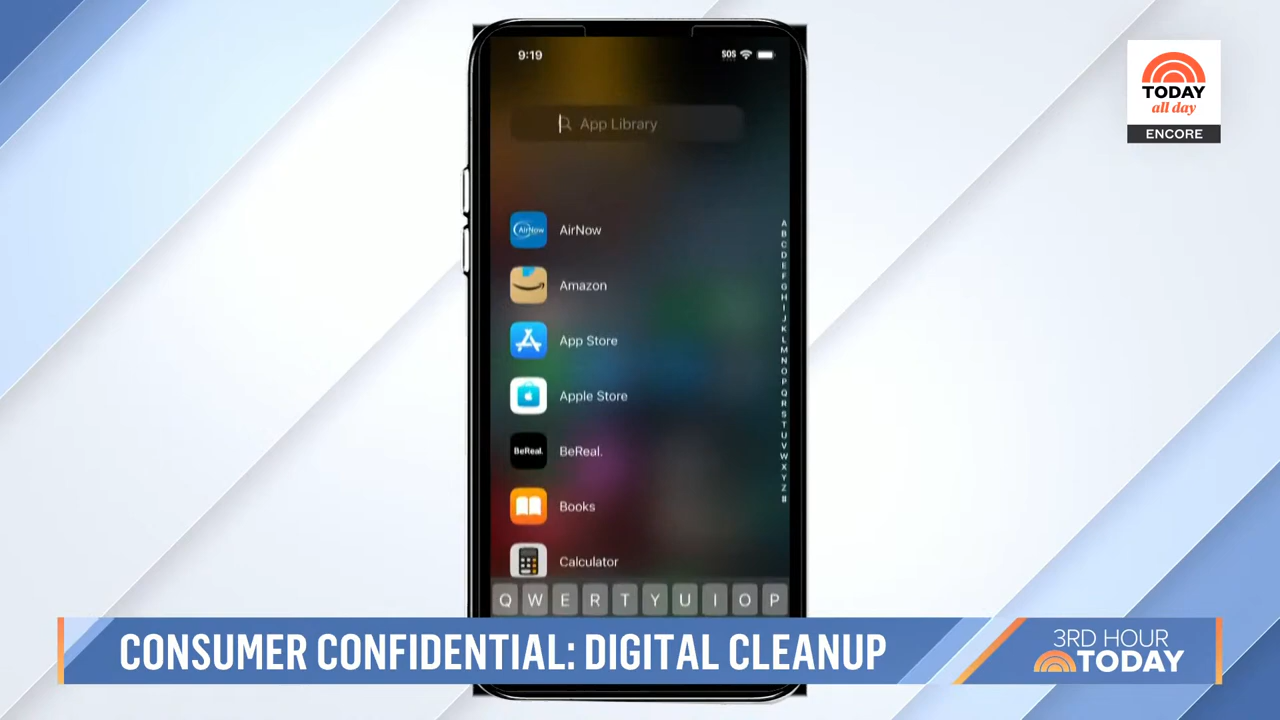 9:19
SOS
App Library
TODAY
all day
ENCORE
AirNow
AirNow
Amazon
App Store
Apple Store
BeReal.
BeReal.
Books
Calculator
A
B
C
D
E
F
G
H
I
J
K
L
M
N
O
P
Q
R
S
T
U
V
W
X
Y
Z
#
Q W E R T Y U I O P
CONSUMER CONFIDENTIAL: DIGITAL CLEANUP
3RD HOUR
TODAY